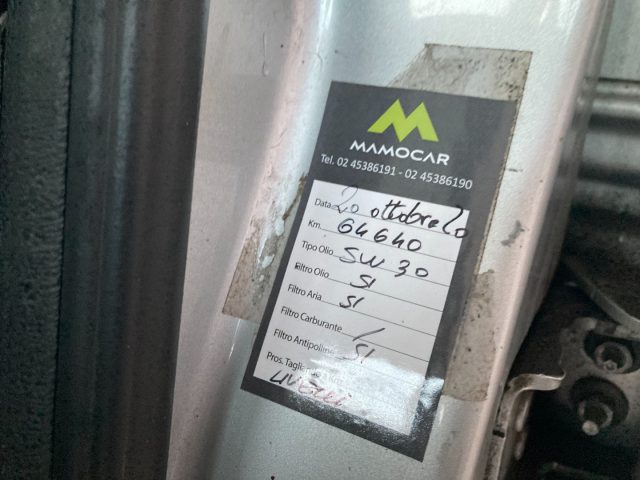 MAMOCAR
Tel. 02 45386191 - 02 45386190
Data 20 ottobre 20
Km. 64640
Tipo Olio 5W 30
Filtro Olio SI
Filtro Aria SI
Filtro Carburante /
Filtro Antipolline SI
Pros. Tagli